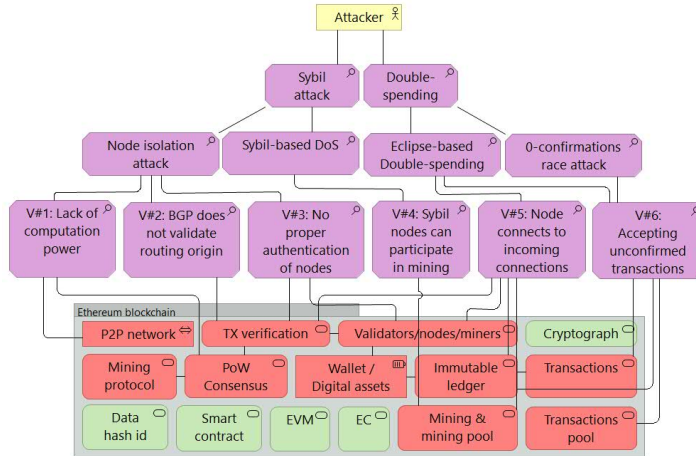 Attacker
Sybil
attack
Double-
spending
Node isolation
attack
Sybil-based DoS
Eclipse-based
Double-spending
0-confirmations
race attack
V#1: Lack of
computation
power
V#2: BGP does
not validate
routing origin
V#3: No
proper
authentication
of nodes
V#4: Sybil
nodes can
participate
in mining
V#5: Node
connects to
incoming
connections
V#6:
Accepting
unconfirmed
transactions
Ethereum blockchain
P2P network
TX verification
Validators/nodes/miners
Cryptograph
Mining
protocol
PoW
Consensus
Wallet /
Digital assets
Immutable
ledger
Transactions
Data
hash id
Smart
contract
EVM
EC
Mining &
mining pool
Transactions
pool